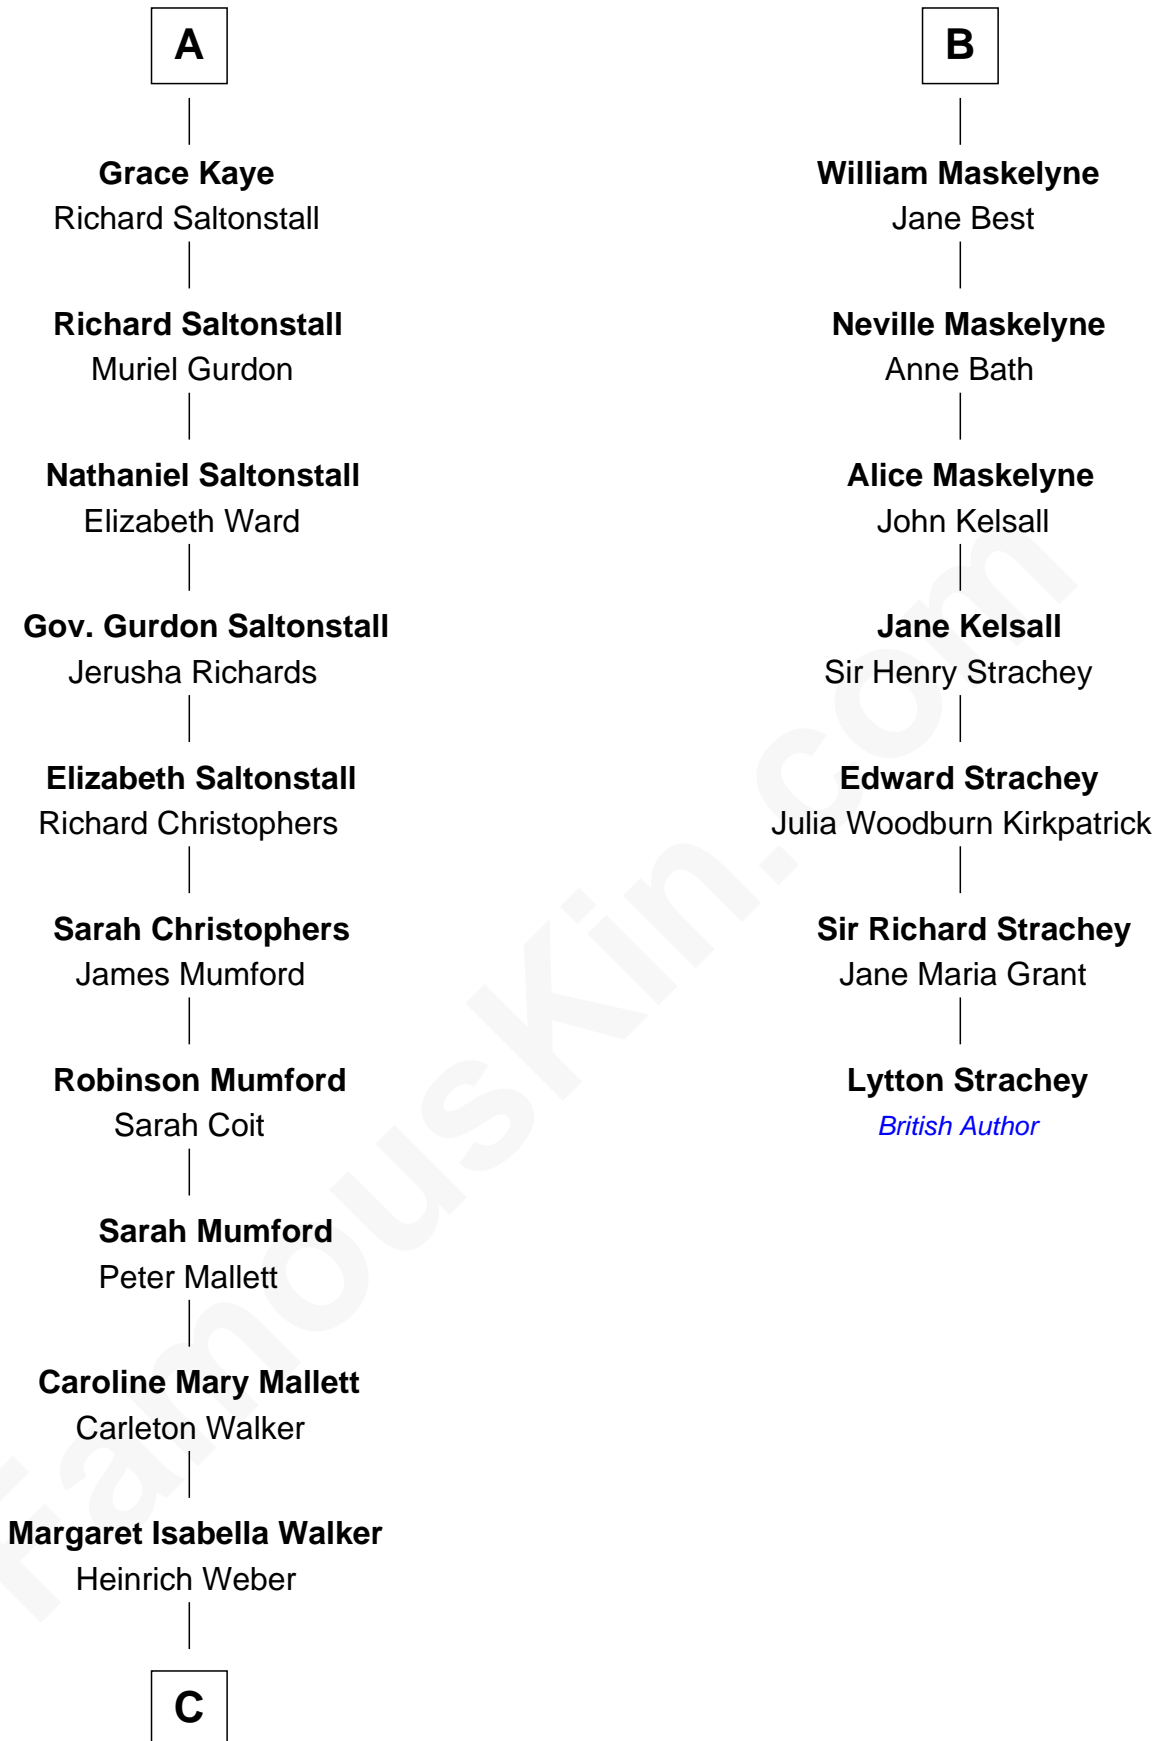 A
Grace Kaye
Richard Saltonstall
Richard Saltonstall
Muriel Gurdon
Nathaniel Saltonstall
Elizabeth Ward
Gov. Gurdon Saltonstall
Jerusha Richards
Elizabeth Saltonstall
Richard Christophers
Sarah Christophers
James Mumford
Robinson Mumford
Sarah Coit
Sarah Mumford
Peter Mallett
Caroline Mary Mallett
Carleton Walker
Margaret Isabella Walker
Heinrich Weber
C
B
William Maskelyne
Jane Best
Neville Maskelyne
Anne Bath
Alice Maskelyne
John Kelsall
Jane Kelsall
Sir Henry Strachey
Edward Strachey
Julia Woodburn Kirkpatrick
Sir Richard Strachey
Jane Maria Grant
Lytton Strachey
British Author
FamousKin.com